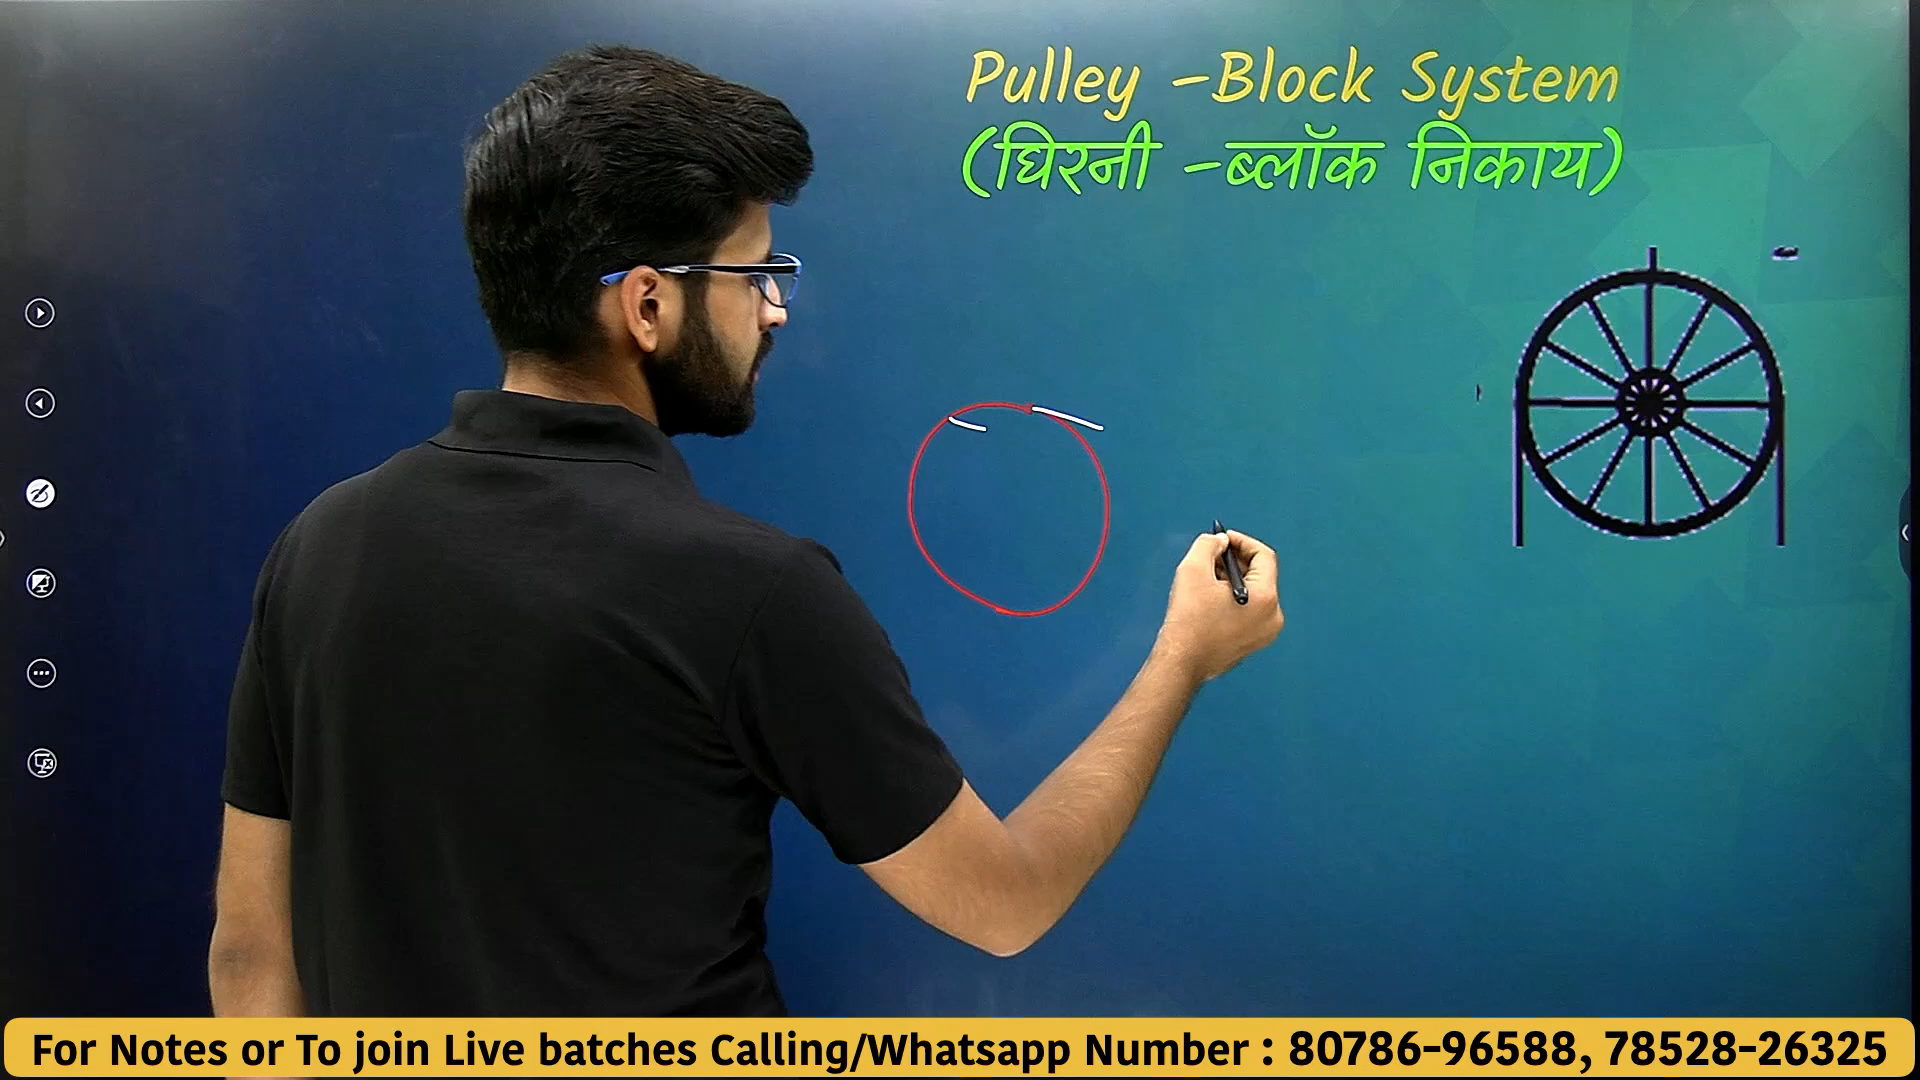 Pulley -Block System
(घिरनी -ब्लॉक निकाय)
For Notes or To join Live batches Calling/Whatsapp Number : 80786-96588, 78528-26325